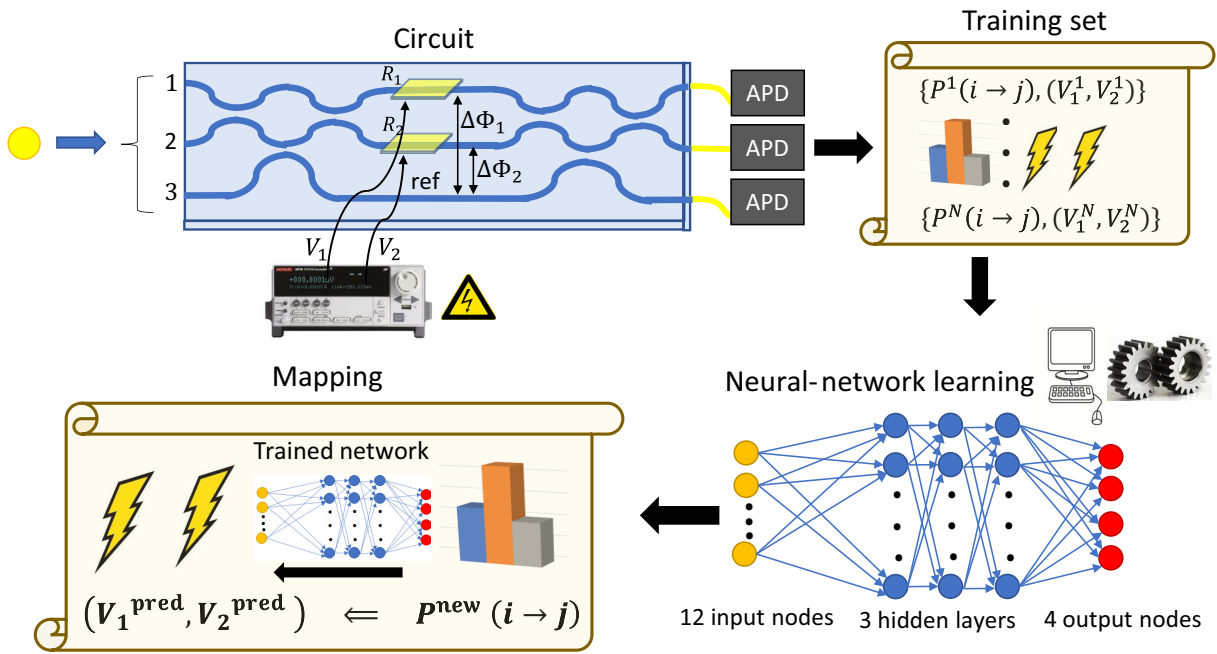 Circuit
Training set
1
2
3
R₁
R₂
ΔΦ₁
ΔΦ₂
ref
V₁
V₂
APD
APD
APD
{P¹(i → j), (V₁¹, V₂¹)}
{Pᴺ(i → j), (V₁ᴺ, V₂ᴺ)}
+000.0001µV
Mapping
Trained network
(V₁ᵖʳᵉᵈ, V₂ᵖʳᵉᵈ) ⇐ Pⁿᵉʷ (i → j)
Neural-network learning
12 input nodes
3 hidden layers
4 output nodes